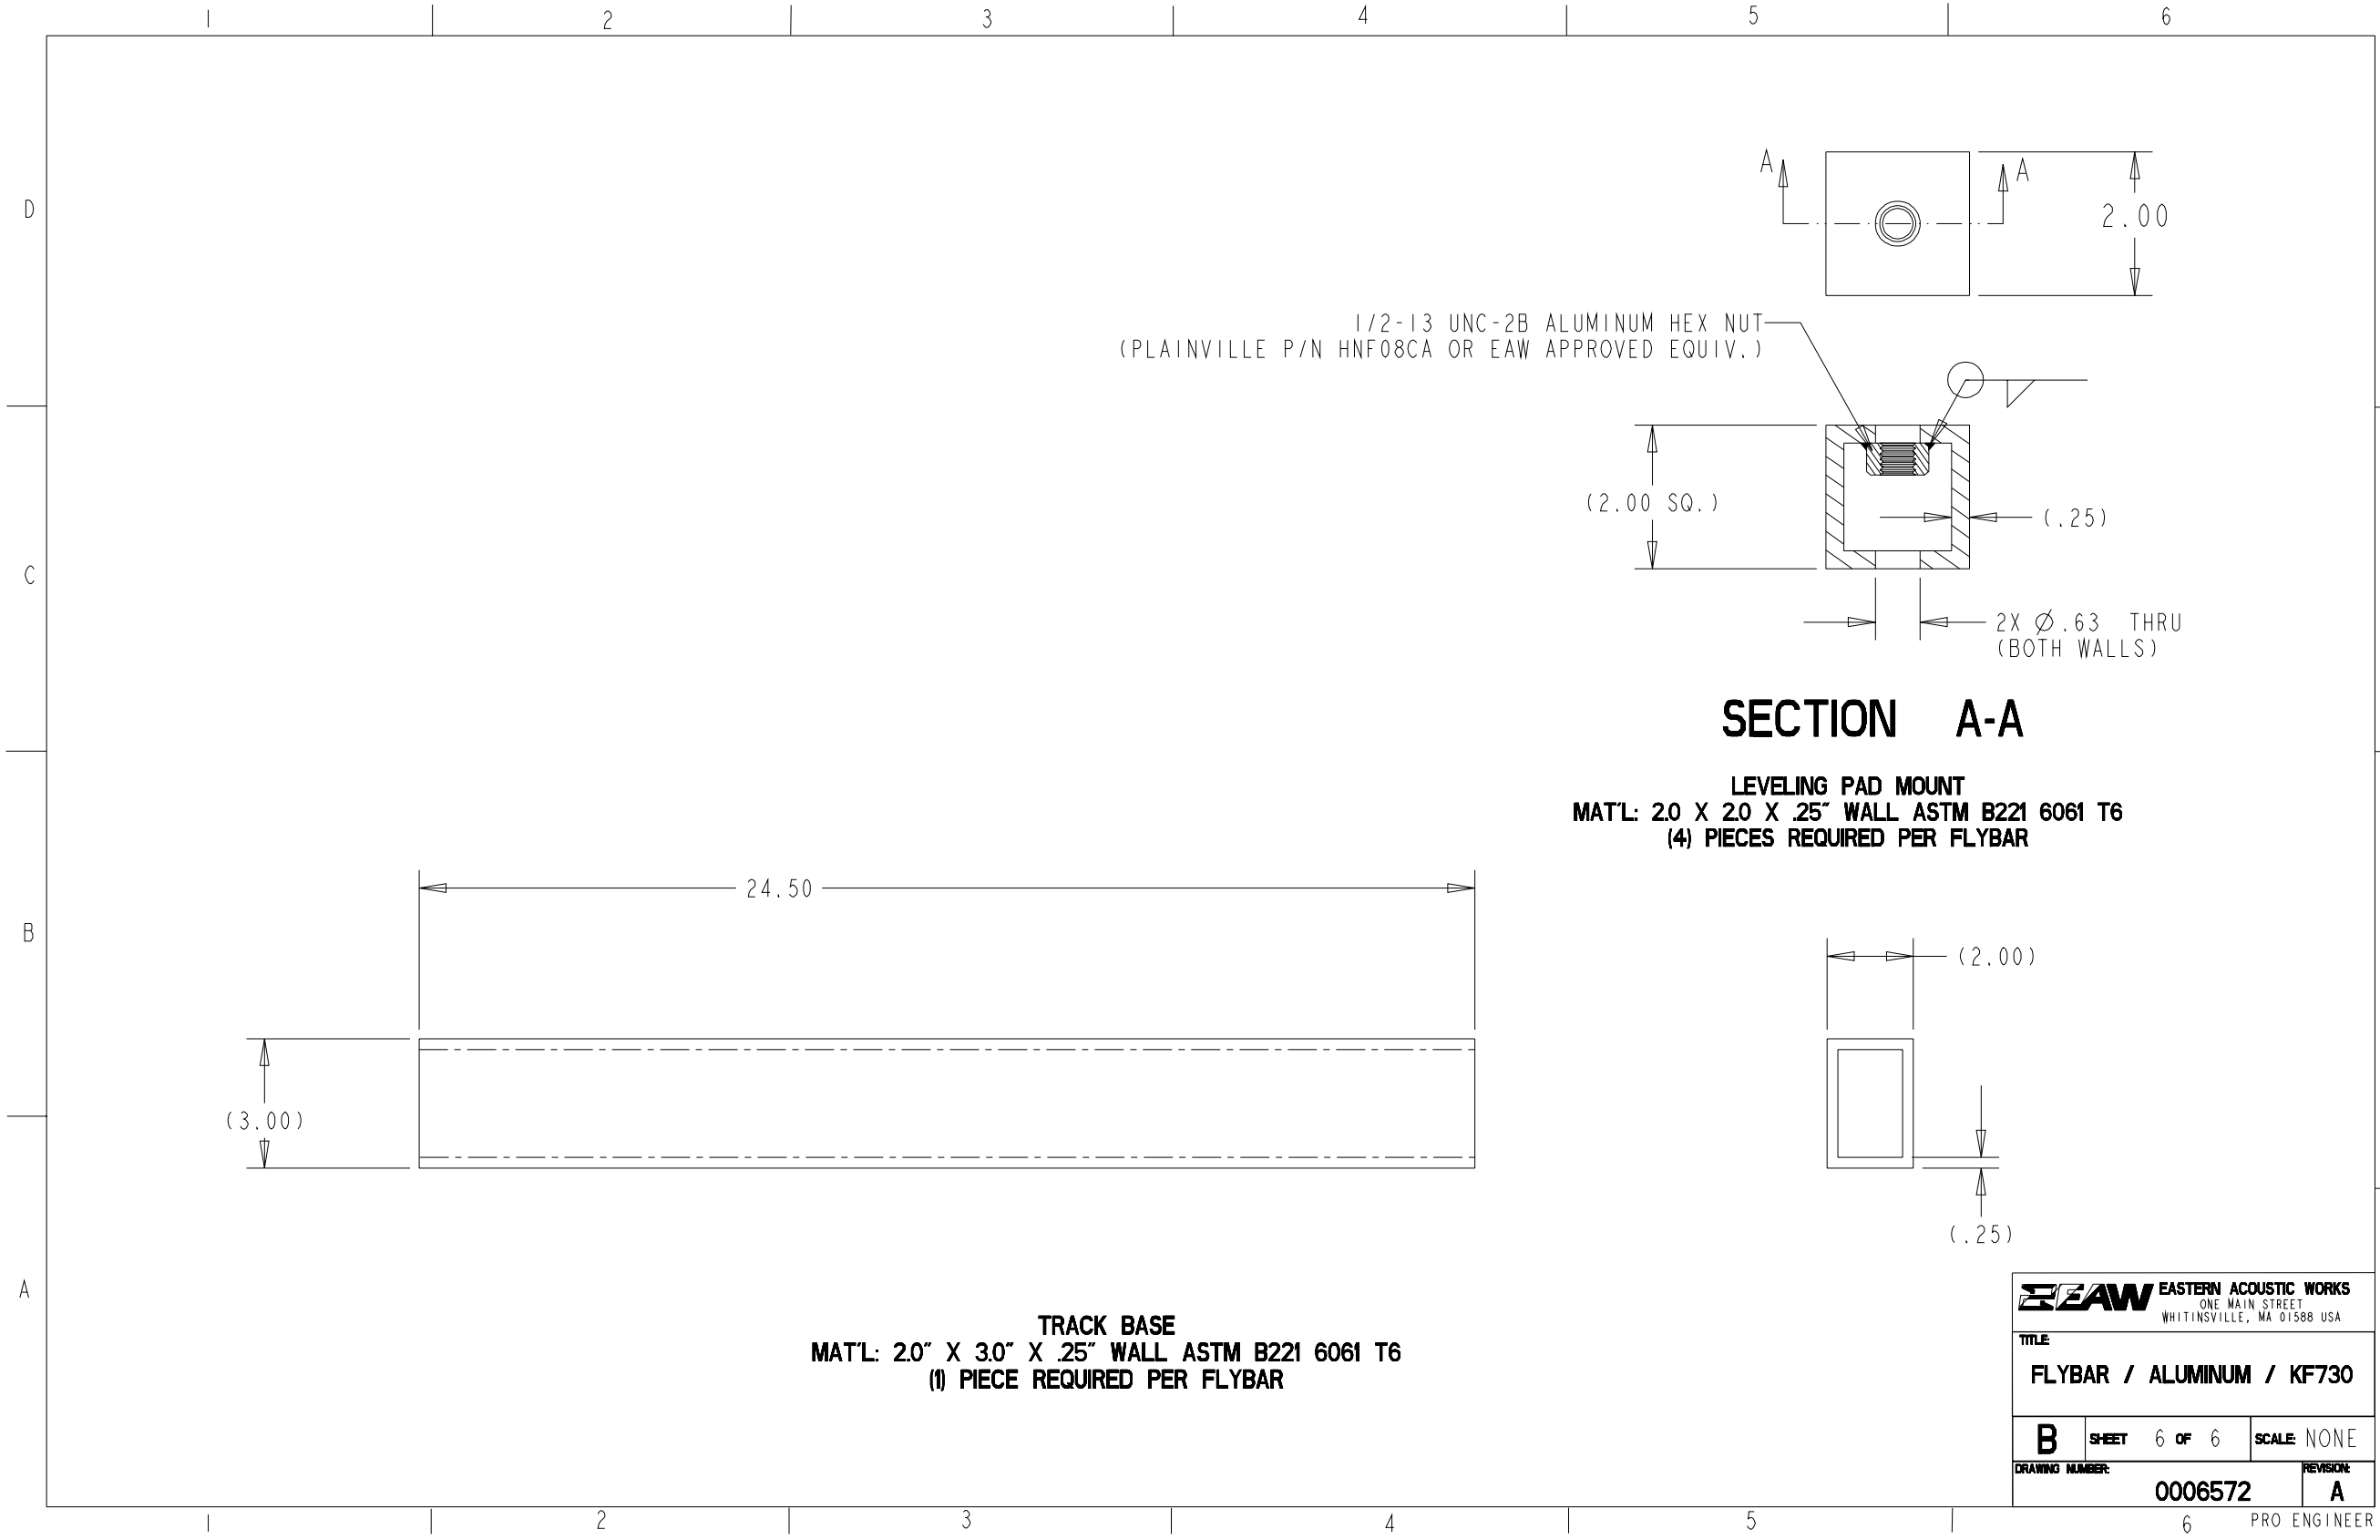 1 2 3 4 5 6
D
A A
2.00
1/2-13 UNC-2B ALUMINUM HEX NUT
(PLAINVILLE P/N HNF08CA OR EAW APPROVED EQUIV.)
(2.00 SQ.)
(.25)
C
2X Ø.63 THRU
(BOTH WALLS)
SECTION A-A
LEVELING PAD MOUNT
MAT'L: 2.0 X 2.0 X .25" WALL ASTM B221 6061 T6
(4) PIECES REQUIRED PER FLYBAR
24.50
B
(2.00)
(3.00)
(.25)
A
TRACK BASE
MAT'L: 2.0" X 3.0" X .25" WALL ASTM B221 6061 T6
(1) PIECE REQUIRED PER FLYBAR
EAW EASTERN ACOUSTIC WORKS
ONE MAIN STREET
WHITINSVILLE, MA 01588 USA
TITLE:
FLYBAR / ALUMINUM / KF730
B SHEET 6 OF 6 SCALE: NONE
DRAWING NUMBER: REVISION:
0006572 A
1 2 3 4 5 6 PRO ENGINEER